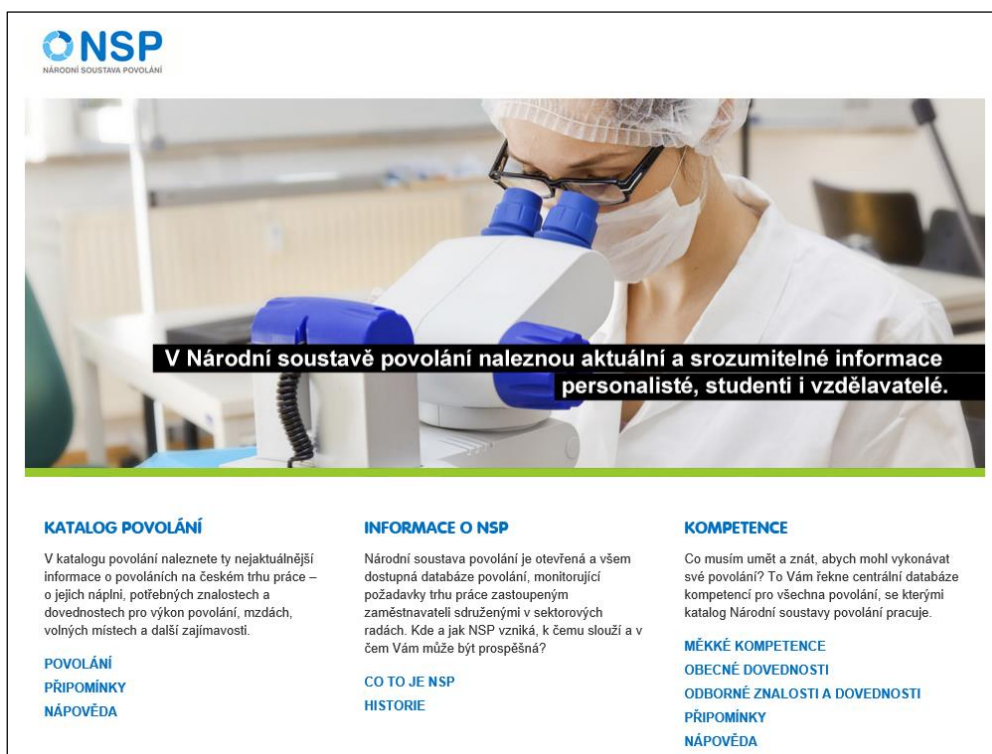 NSP
NÁRODNÍ SOUSTAVA POVOLÁNÍ
V Národní soustavě povolání naleznou aktuální a srozumitelné informace
personalisté, studenti i vzdělavatelé.
KATALOG POVOLÁNÍ
V katalogu povolání naleznete ty nejaktuálnější
informace o povoláních na českém trhu práce –
o jejich náplni, potřebných znalostech a
dovednostech pro výkon povolání, mzdách,
volných místech a další zajímavosti.
POVOLÁNÍ
PŘIPOMÍNKY
NÁPOVĚDA
INFORMACE O NSP
Národní soustava povolání je otevřená a všem
dostupná databáze povolání, monitorující
požadavky trhu práce zastoupeným
zaměstnavateli sdruženými v sektorových
radách. Kde a jak NSP vzniká, k čemu slouží a v
čem Vám může být prospěšná?
CO TO JE NSP
HISTORIE
KOMPETENCE
Co musím umět a znát, abych mohl vykonávat
své povolání? To Vám řekne centrální databáze
kompetencí pro všechna povolání, se kterými
katalog Národní soustavy povolání pracuje.
MĚKKÉ KOMPETENCE
OBECNÉ DOVEDNOSTI
ODBORNÉ ZNALOSTI A DOVEDNOSTI
PŘIPOMÍNKY
NÁPOVĚDA